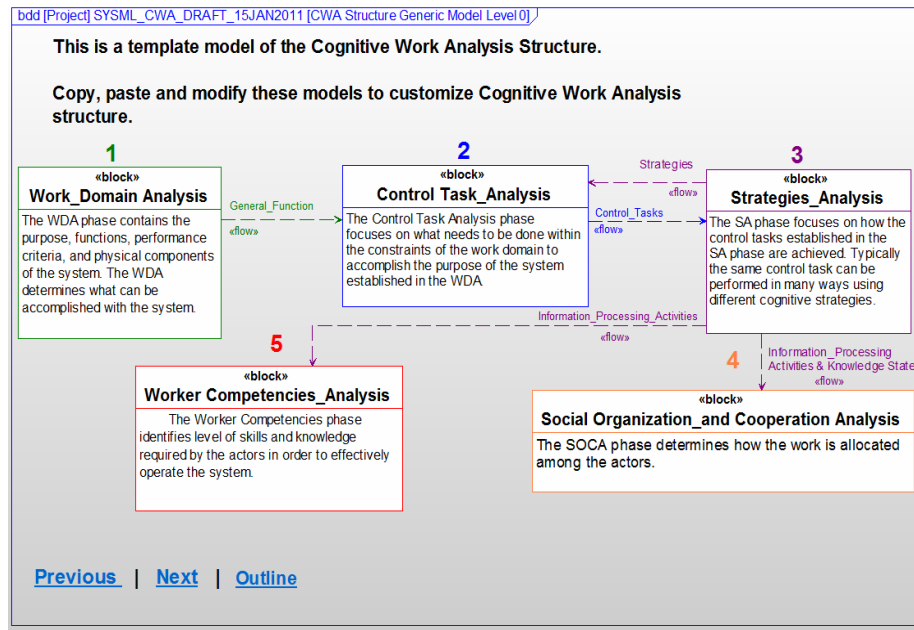 bdd [Project] SYSML_CWA_DRAFT_15JAN2011 [CWA Structure Generic Model Level 0]
This is a template model of the Cognitive Work Analysis Structure.
Copy, paste and modify these models to customize Cognitive Work Analysis
structure.
1
«block»
Work_Domain Analysis
The WDA phase contains the
purpose, functions, performance
criteria, and physical components
of the system. The WDA
determines what can be
accomplished with the system.
General_Function
«flow»
2
«block»
Control Task_Analysis
The Control Task Analysis phase
focuses on what needs to be done within
the constraints of the work domain to
accomplish the purpose of the system
established in the WDA
Strategies
«flow»
Control_Tasks
«flow»
3
«block»
Strategies_Analysis
The SA phase focuses on how the
control tasks established in the
SA phase are achieved. Typically
the same control task can be
performed in many ways using
different cognitive strategies.
Information_Processing_Activities
«flow»
4
Information_Processing
Activities & Knowledge State
«flow»
«block»
Social Organization_and Cooperation Analysis
The SOCA phase determines how the work is allocated
among the actors.
5
«block»
Worker Competencies_Analysis
The Worker Competencies phase
identifies level of skills and knowledge
required by the actors in order to effectively
operate the system.
Previous | Next | Outline